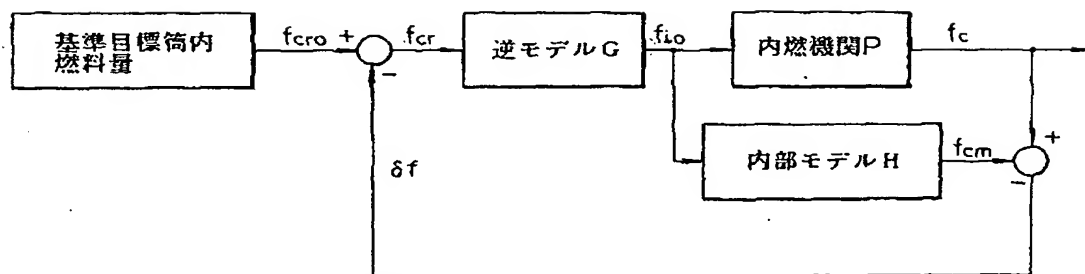 基準目標筒内
燃料量
fcro
+
-
fcr
逆モデルG
fio
内燃機関P
fc
内部モデルH
fcm
+
-
δf